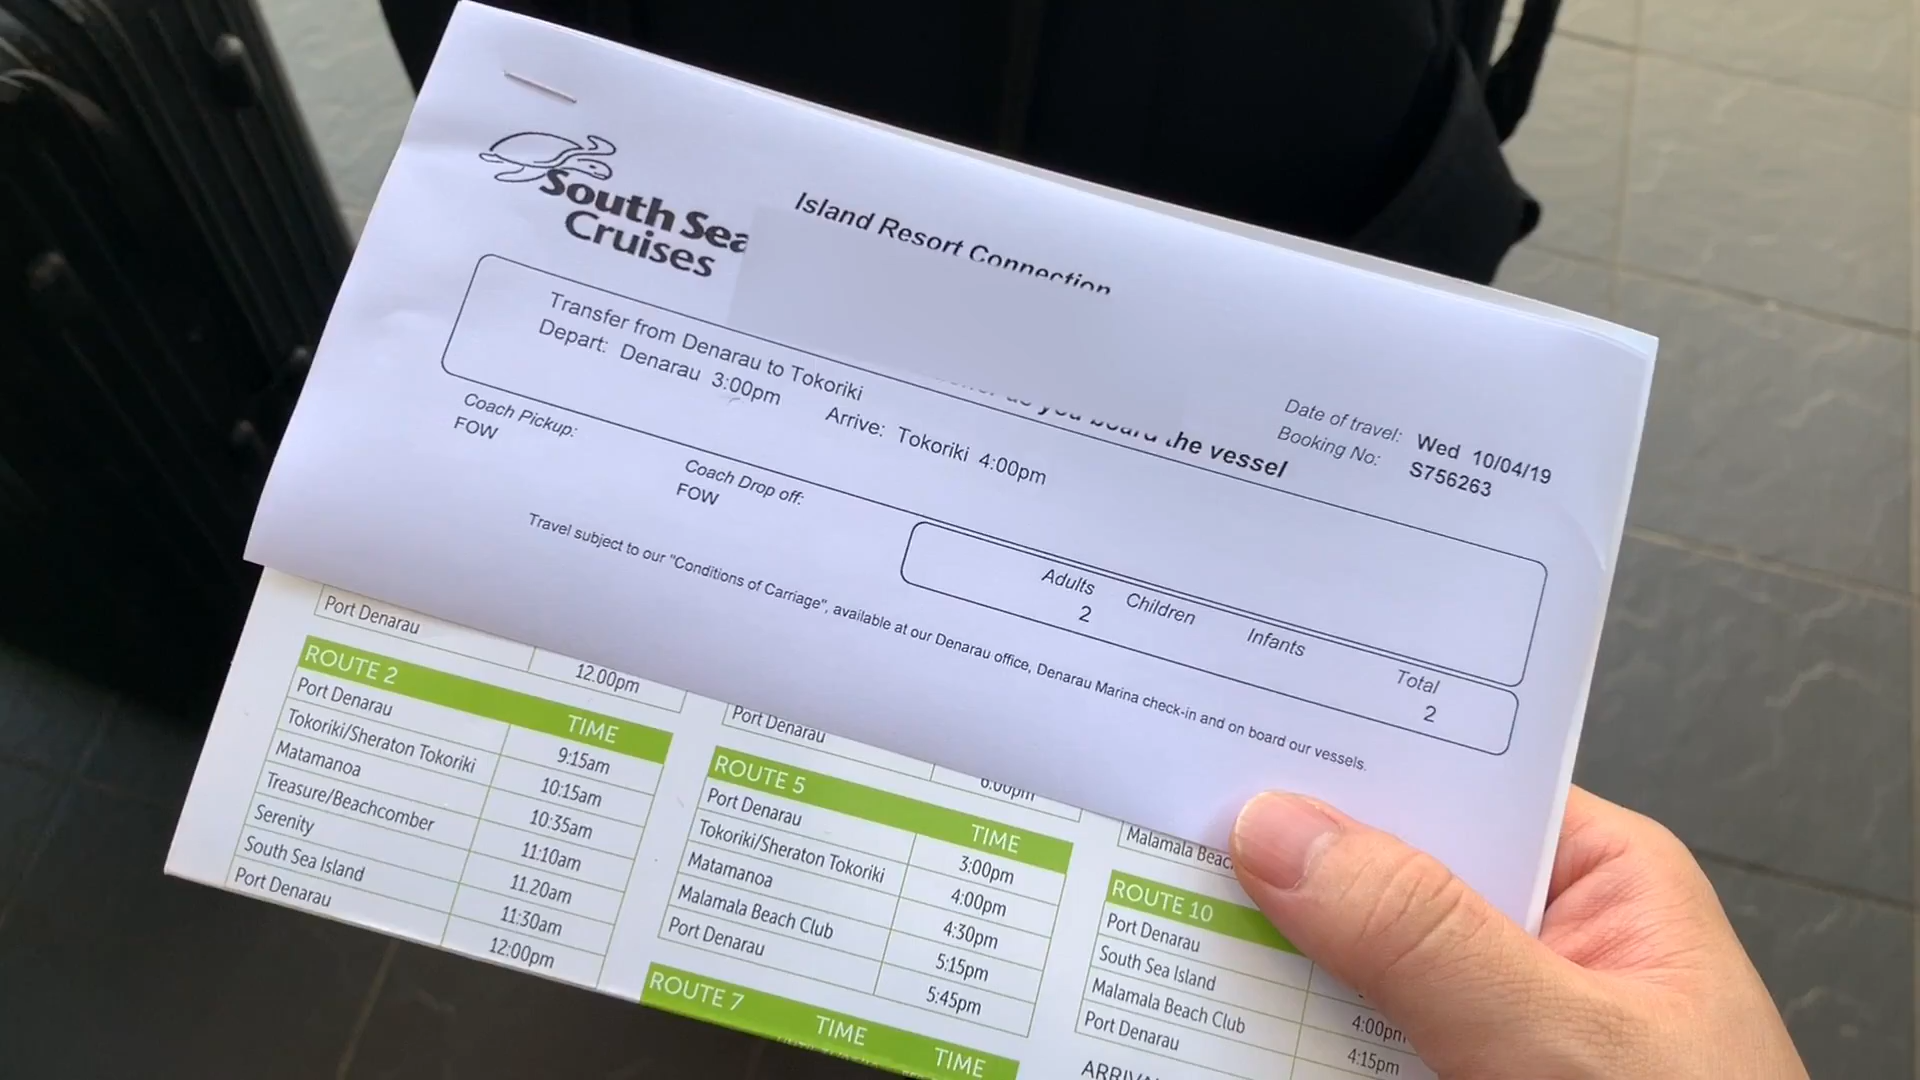 South Sea
Cruises
Island Resort Connection
you board the vessel
Transfer from Denarau to Tokoriki
Depart: Denarau 3:00pm Arrive: Tokoriki 4:00pm
Date of travel: Wed 10/04/19
Booking No: S756263
Coach Pickup:
FOW
Coach Drop off:
FOW
Adults Children Infants Total
2 2
Travel subject to our "Conditions of Carriage", available at our Denarau office, Denarau Marina check-in and on board our vessels.
Port Denarau 12.00pm
ROUTE 2 TIME
Port Denarau 9:15am
Tokoriki/Sheraton Tokoriki 10:15am
Matamanoa 10:35am
Treasure/Beachcomber 11:10am
Serenity 11.20am
South Sea Island 11:30am
Port Denarau 12:00pm
Port Denarau 6:00pm
ROUTE 5 TIME
Port Denarau 3:00pm
Tokoriki/Sheraton Tokoriki 4:00pm
Matamanoa 4:30pm
Malamala Beach Club 5:15pm
Port Denarau 5:45pm
ROUTE 7 TIME TIME
Malamala
ROUTE 10
Port Denarau
South Sea Island
Malamala Beach Club 4:00pm
Port Denarau 4:15pm